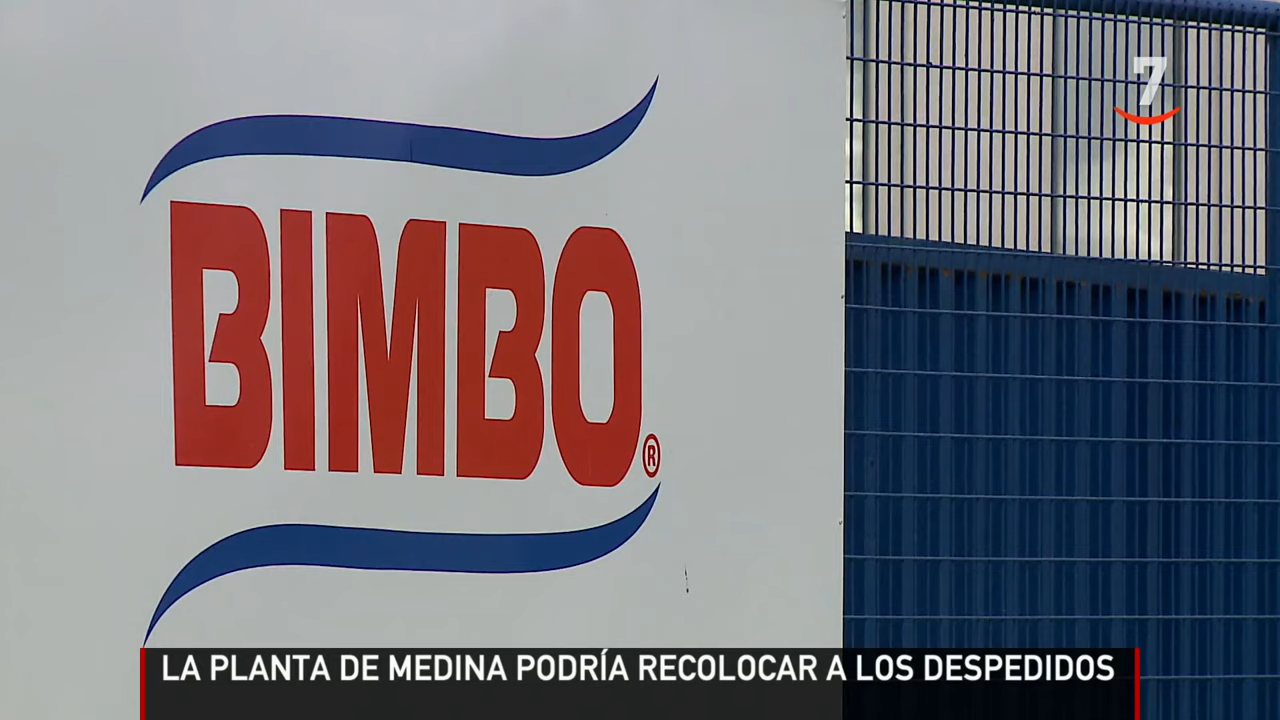 7
BIMBO®
LA PLANTA DE MEDINA PODRÍA RECOLOCAR A LOS DESPEDIDOS